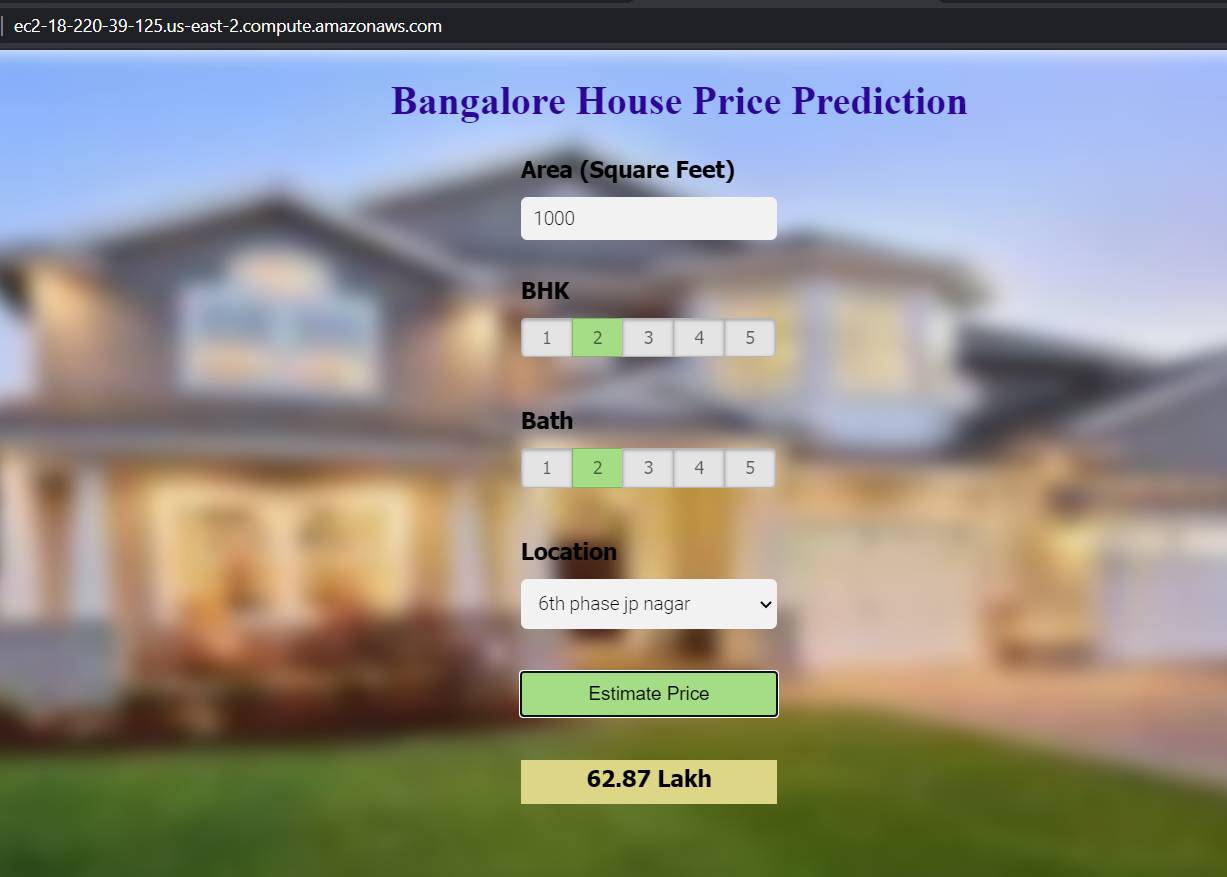 ec2-18-220-39-125.us-east-2.compute.amazonaws.com
Bangalore House Price Prediction
Area (Square Feet)
1000
BHK
1 2 3 4 5
Bath
1 2 3 4 5
Location
6th phase jp nagar
Estimate Price
62.87 Lakh